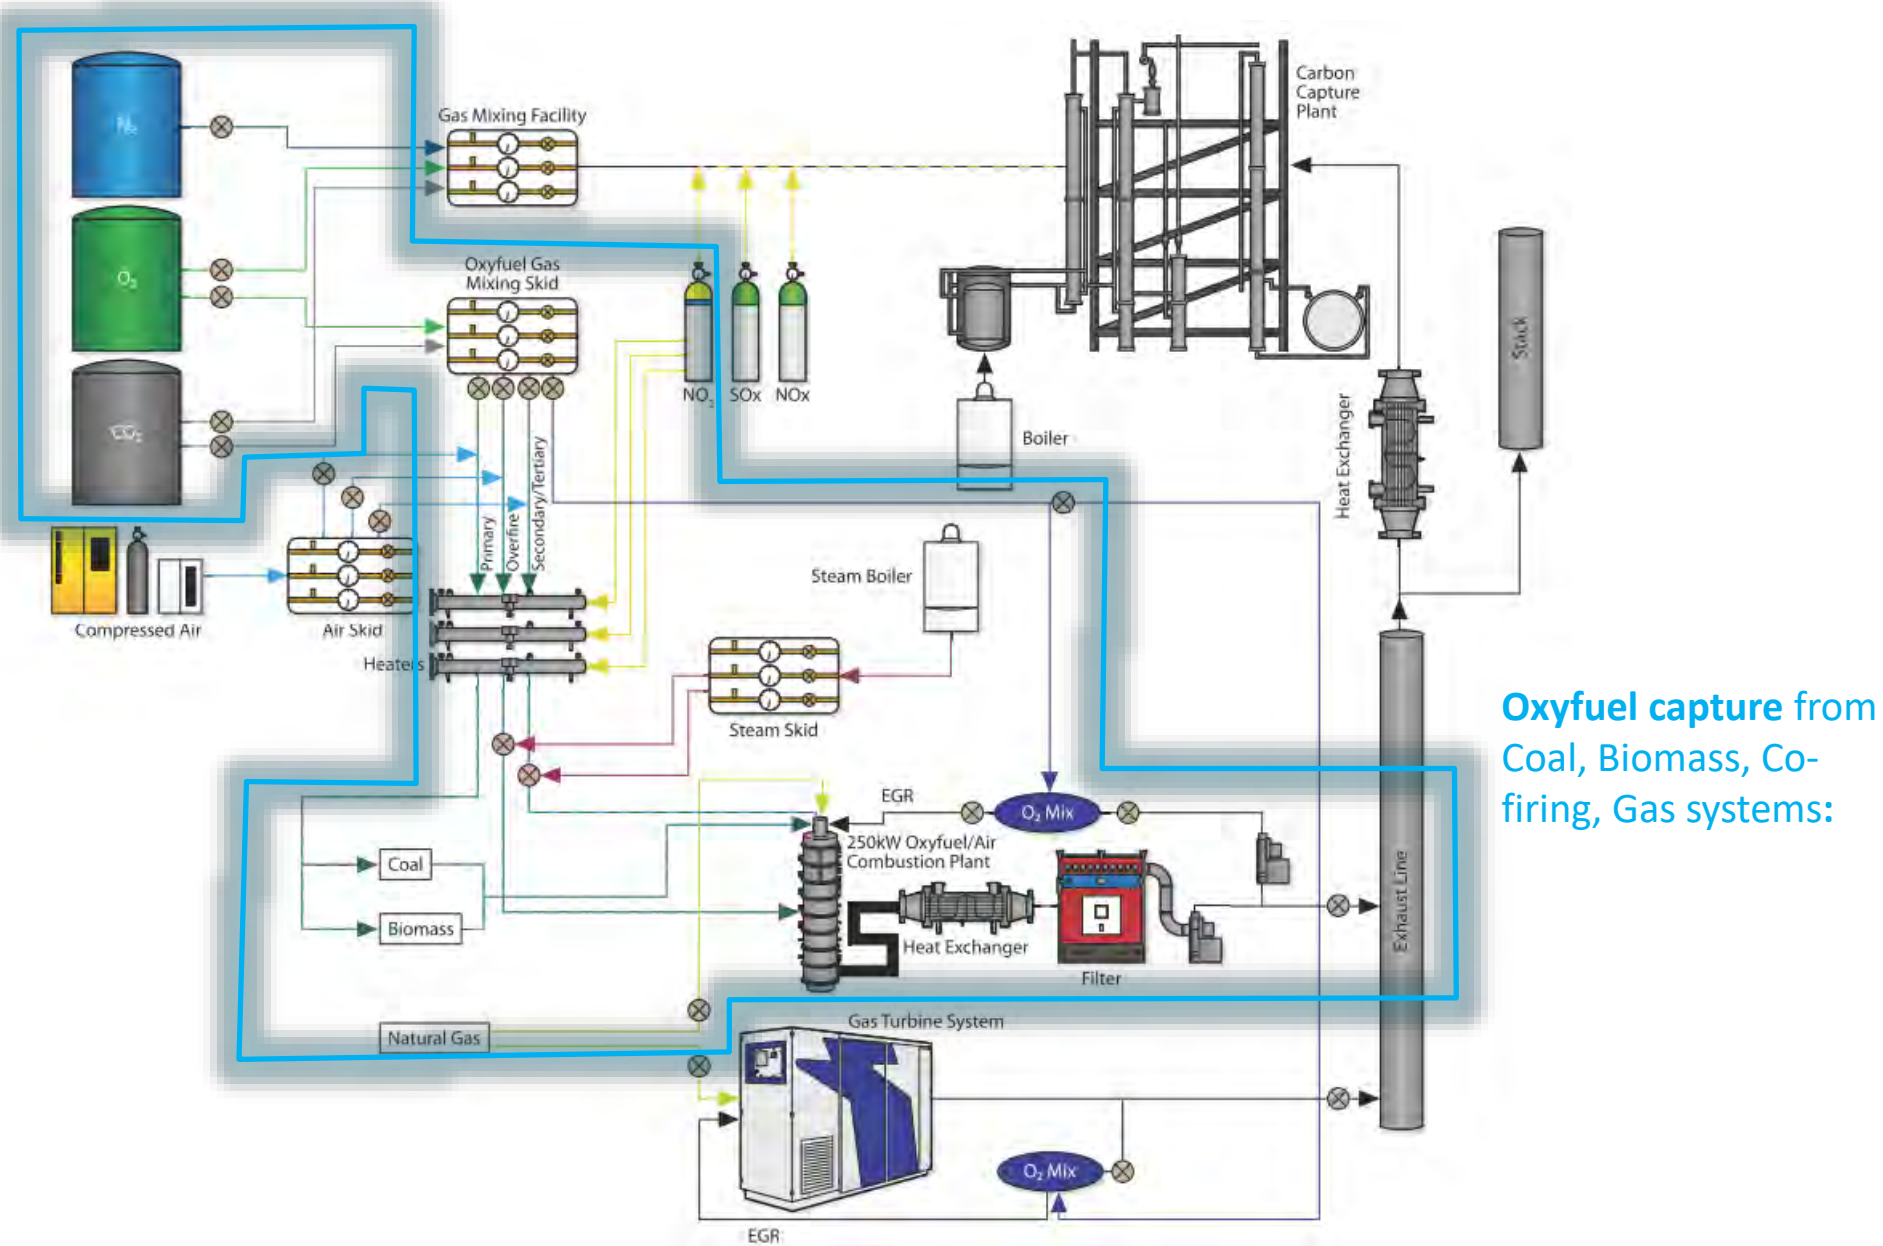 N₂
Gas Mixing Facility
Carbon
Capture
Plant
O₂
Oxyfuel Gas
Mixing Skid
Stack
NO₂
SOx
NOx
CO₂
Boiler
Heat Exchanger
Primary
Overfire
Secondary/Tertiary
Steam Boiler
Compressed Air
Air Skid
Heaters
Steam Skid
Oxyfuel capture from
Coal, Biomass, Co-
firing, Gas systems:
EGR
O₂ Mix
250kW Oxyfuel/Air
Combustion Plant
Coal
Biomass
Heat Exchanger
Filter
Exhaust Line
Natural Gas
Gas Turbine System
O₂ Mix
EGR